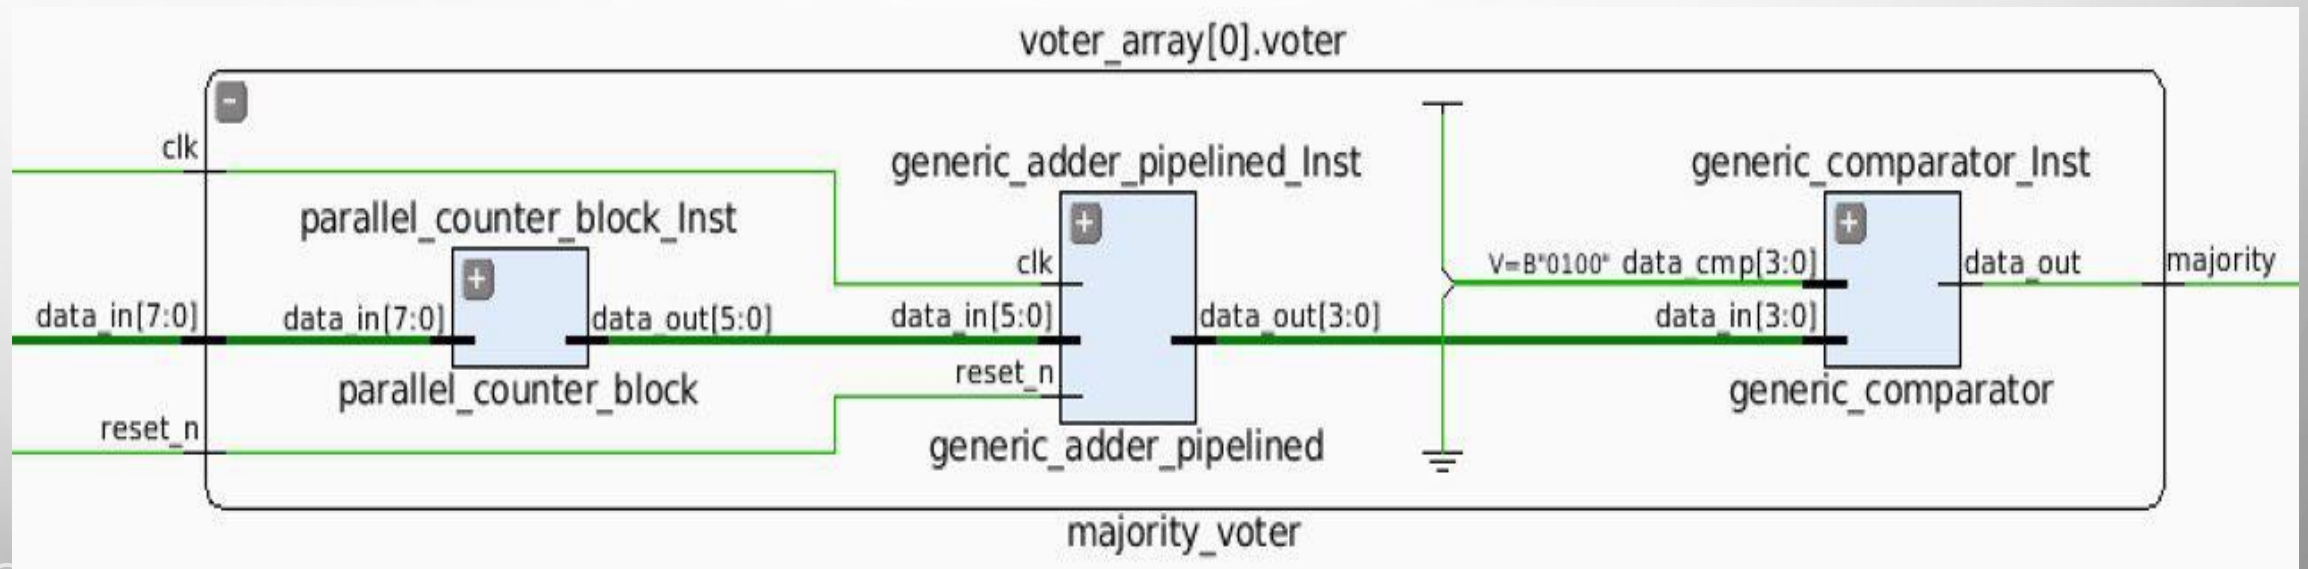 voter_array[0].voter
-
clk
generic_adder_pipelined_Inst
generic_comparator_Inst
parallel_counter_block_Inst
+
+
+
clk
V=B"0100" data_cmp[3:0]
data_out
majority
data_in[7:0]
data_in[7:0]
data_out[5:0]
data_in[5:0]
data_out[3:0]
data_in[3:0]
reset_n
parallel_counter_block
generic_comparator
reset_n
generic_adder_pipelined
majority_voter